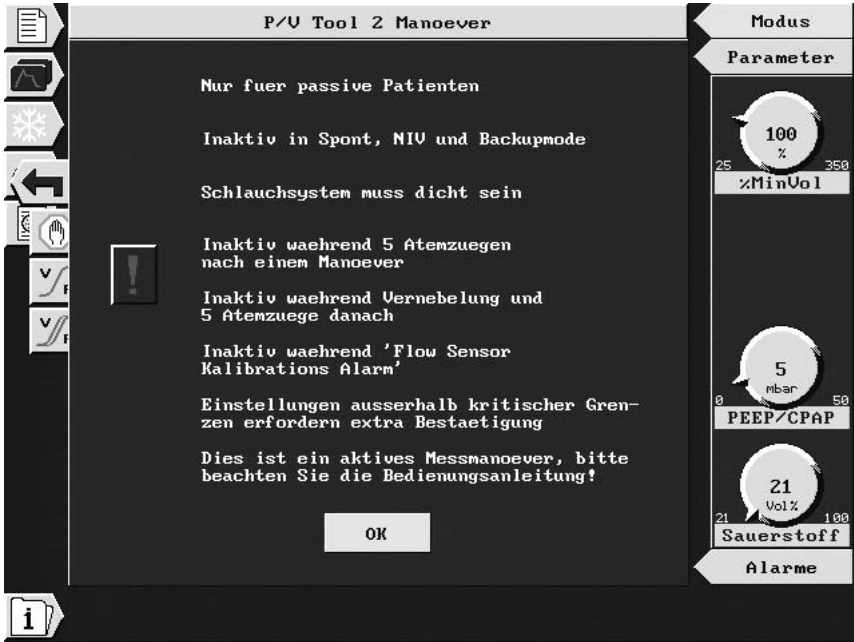 P/V Tool 2 Manoever
Nur fuer passive Patienten
Inaktiv in Spont, NIV und Backupmode
Schlauchsystem muss dicht sein
Inaktiv waehrend 5 Atemzuegen
nach einem Manoever
Inaktiv waehrend Vernebelung und
5 Atemzuege danach
Inaktiv waehrend 'Flow Sensor
Kalibrations Alarm'
Einstellungen ausserhalb kritischer Gren-
zen erfordern extra Bestaetigung
Dies ist ein aktives Messmanoever, bitte
beachten Sie die Bedienungsanleitung!
!
OK
V
V
i
Modus
Parameter
100
%
25 350
%MinVol
5
mbar
0 50
PEEP/CPAP
21
Vol%
21 100
Sauerstoff
Alarme